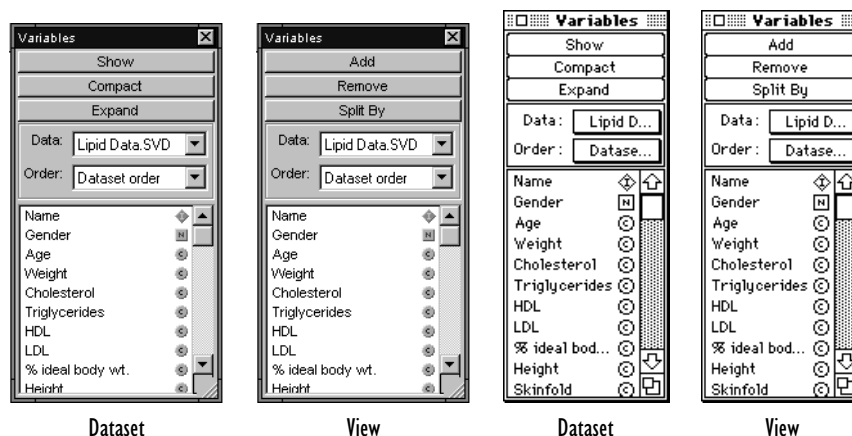 Variables
Show
Compact
Expand
Data: Lipid Data.SVD
Order: Dataset order
Name
Gender N
Age C
Weight C
Cholesterol C
Triglycerides C
HDL C
LDL C
% ideal body wt. C
Height C
Dataset
Variables
Add
Remove
Split By
Data: Lipid Data.SVD
Order: Dataset order
Name
Gender N
Age C
Weight C
Cholesterol C
Triglycerides C
HDL C
LDL C
% ideal body wt. C
Height C
View
Variables
Show
Compact
Expand
Data: Lipid D...
Order: Datase...
Name I
Gender N
Age C
Weight C
Cholesterol C
Triglycerides C
HDL C
LDL C
% ideal bod... C
Height C
Skinfold C
Dataset
Variables
Add
Remove
Split By
Data: Lipid D...
Order: Datase...
Name I
Gender N
Age C
Weight C
Cholesterol C
Triglycerides C
HDL C
LDL C
% ideal bod... C
Height C
Skinfold C
View